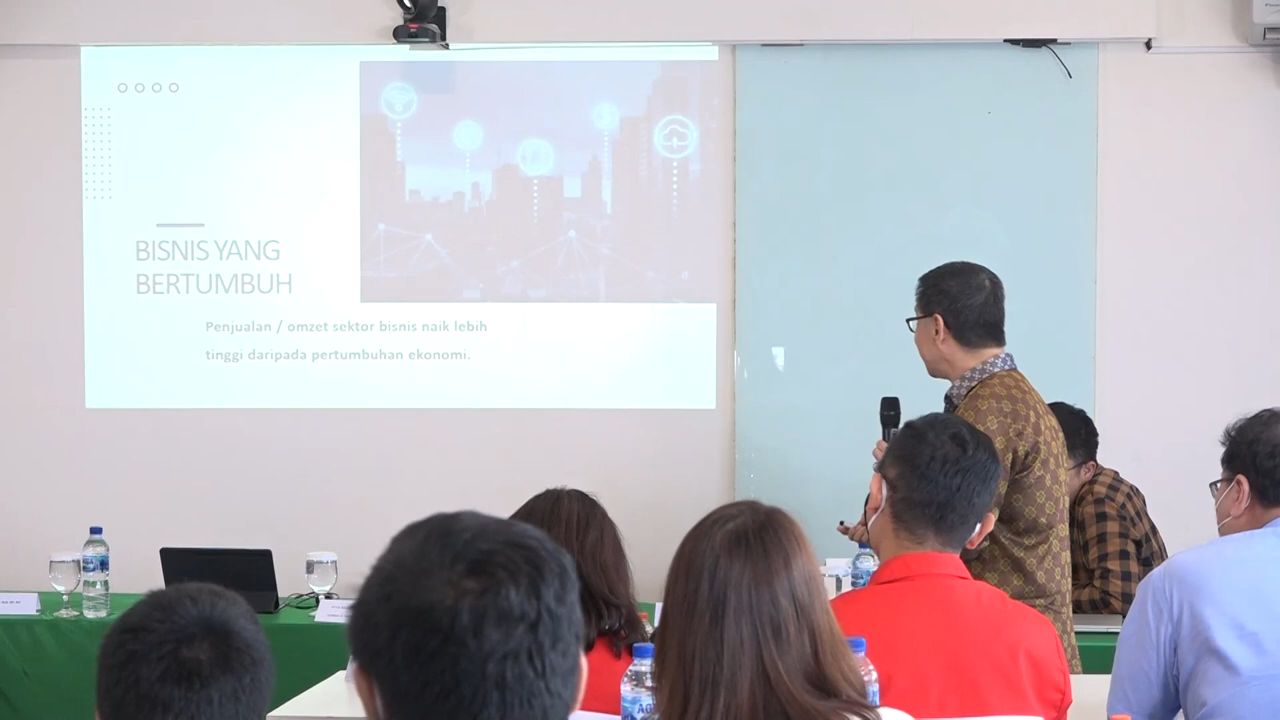 BISNIS YANG
BERTUMBUH
Penjualan / omzet sektor bisnis naik lebih
tinggi daripada pertumbuhan ekonomi.